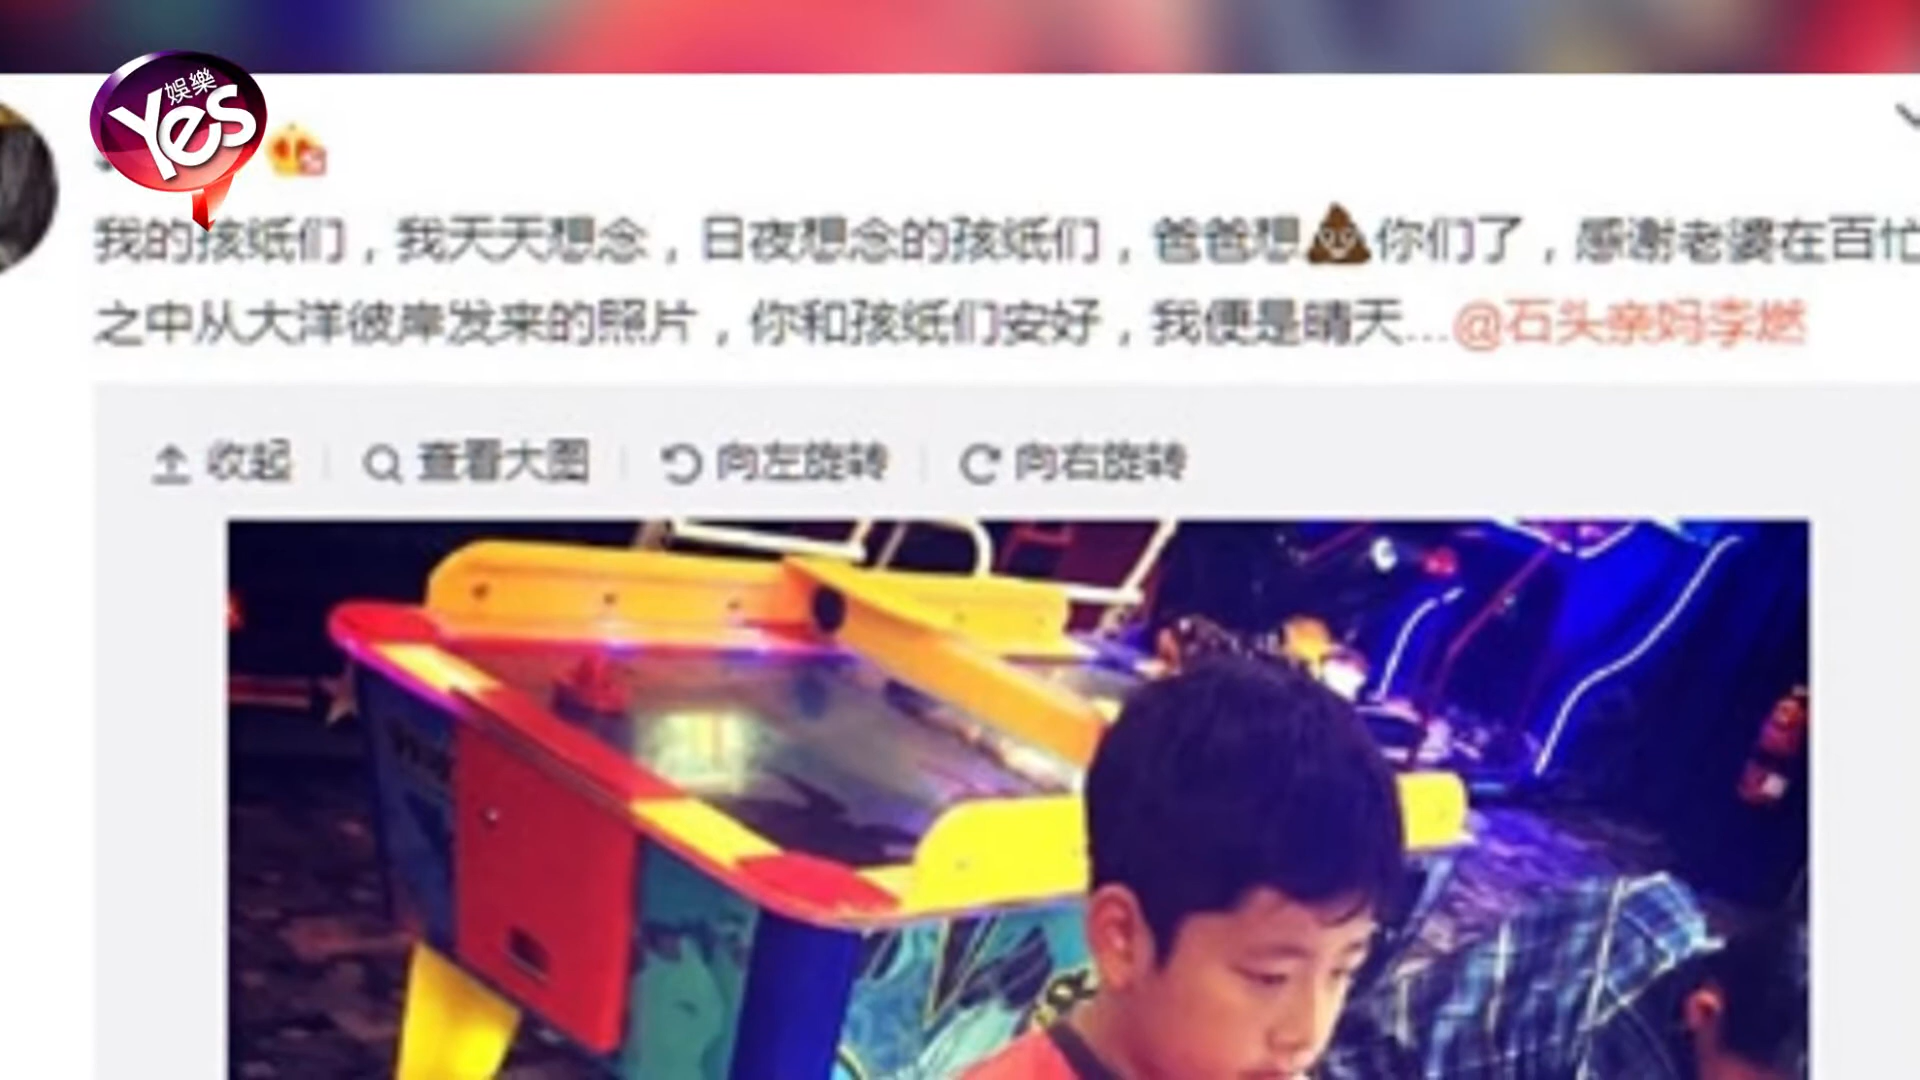 娛樂
Yes
我的孩纸们，我天天想念，日夜想念的孩纸们，爸爸想💩你们了，感谢老婆在百忙
之中从大洋彼岸发来的照片，你和孩纸们安好，我便是晴天...@石头亲妈李燃
收起 查看大图 向左旋转 向右旋转